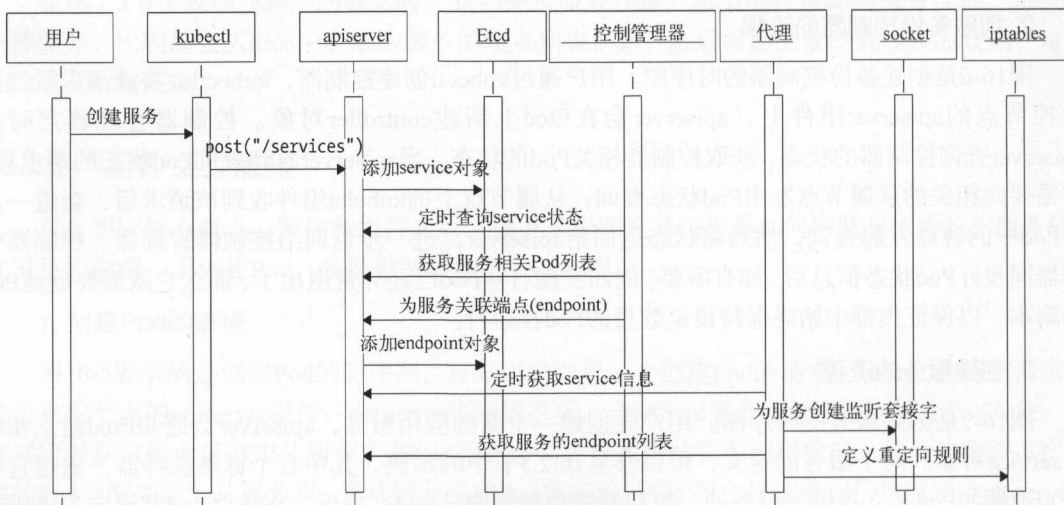 用户
kubectl
apiserver
Etcd
控制管理器
代理
socket
iptables
创建服务
post("/services")
添加service对象
定时查询service状态
获取服务相关Pod列表
为服务关联端点(endpoint)
添加endpoint对象
定时获取service信息
为服务创建监听套接字
获取服务的endpoint列表
定义重定向规则